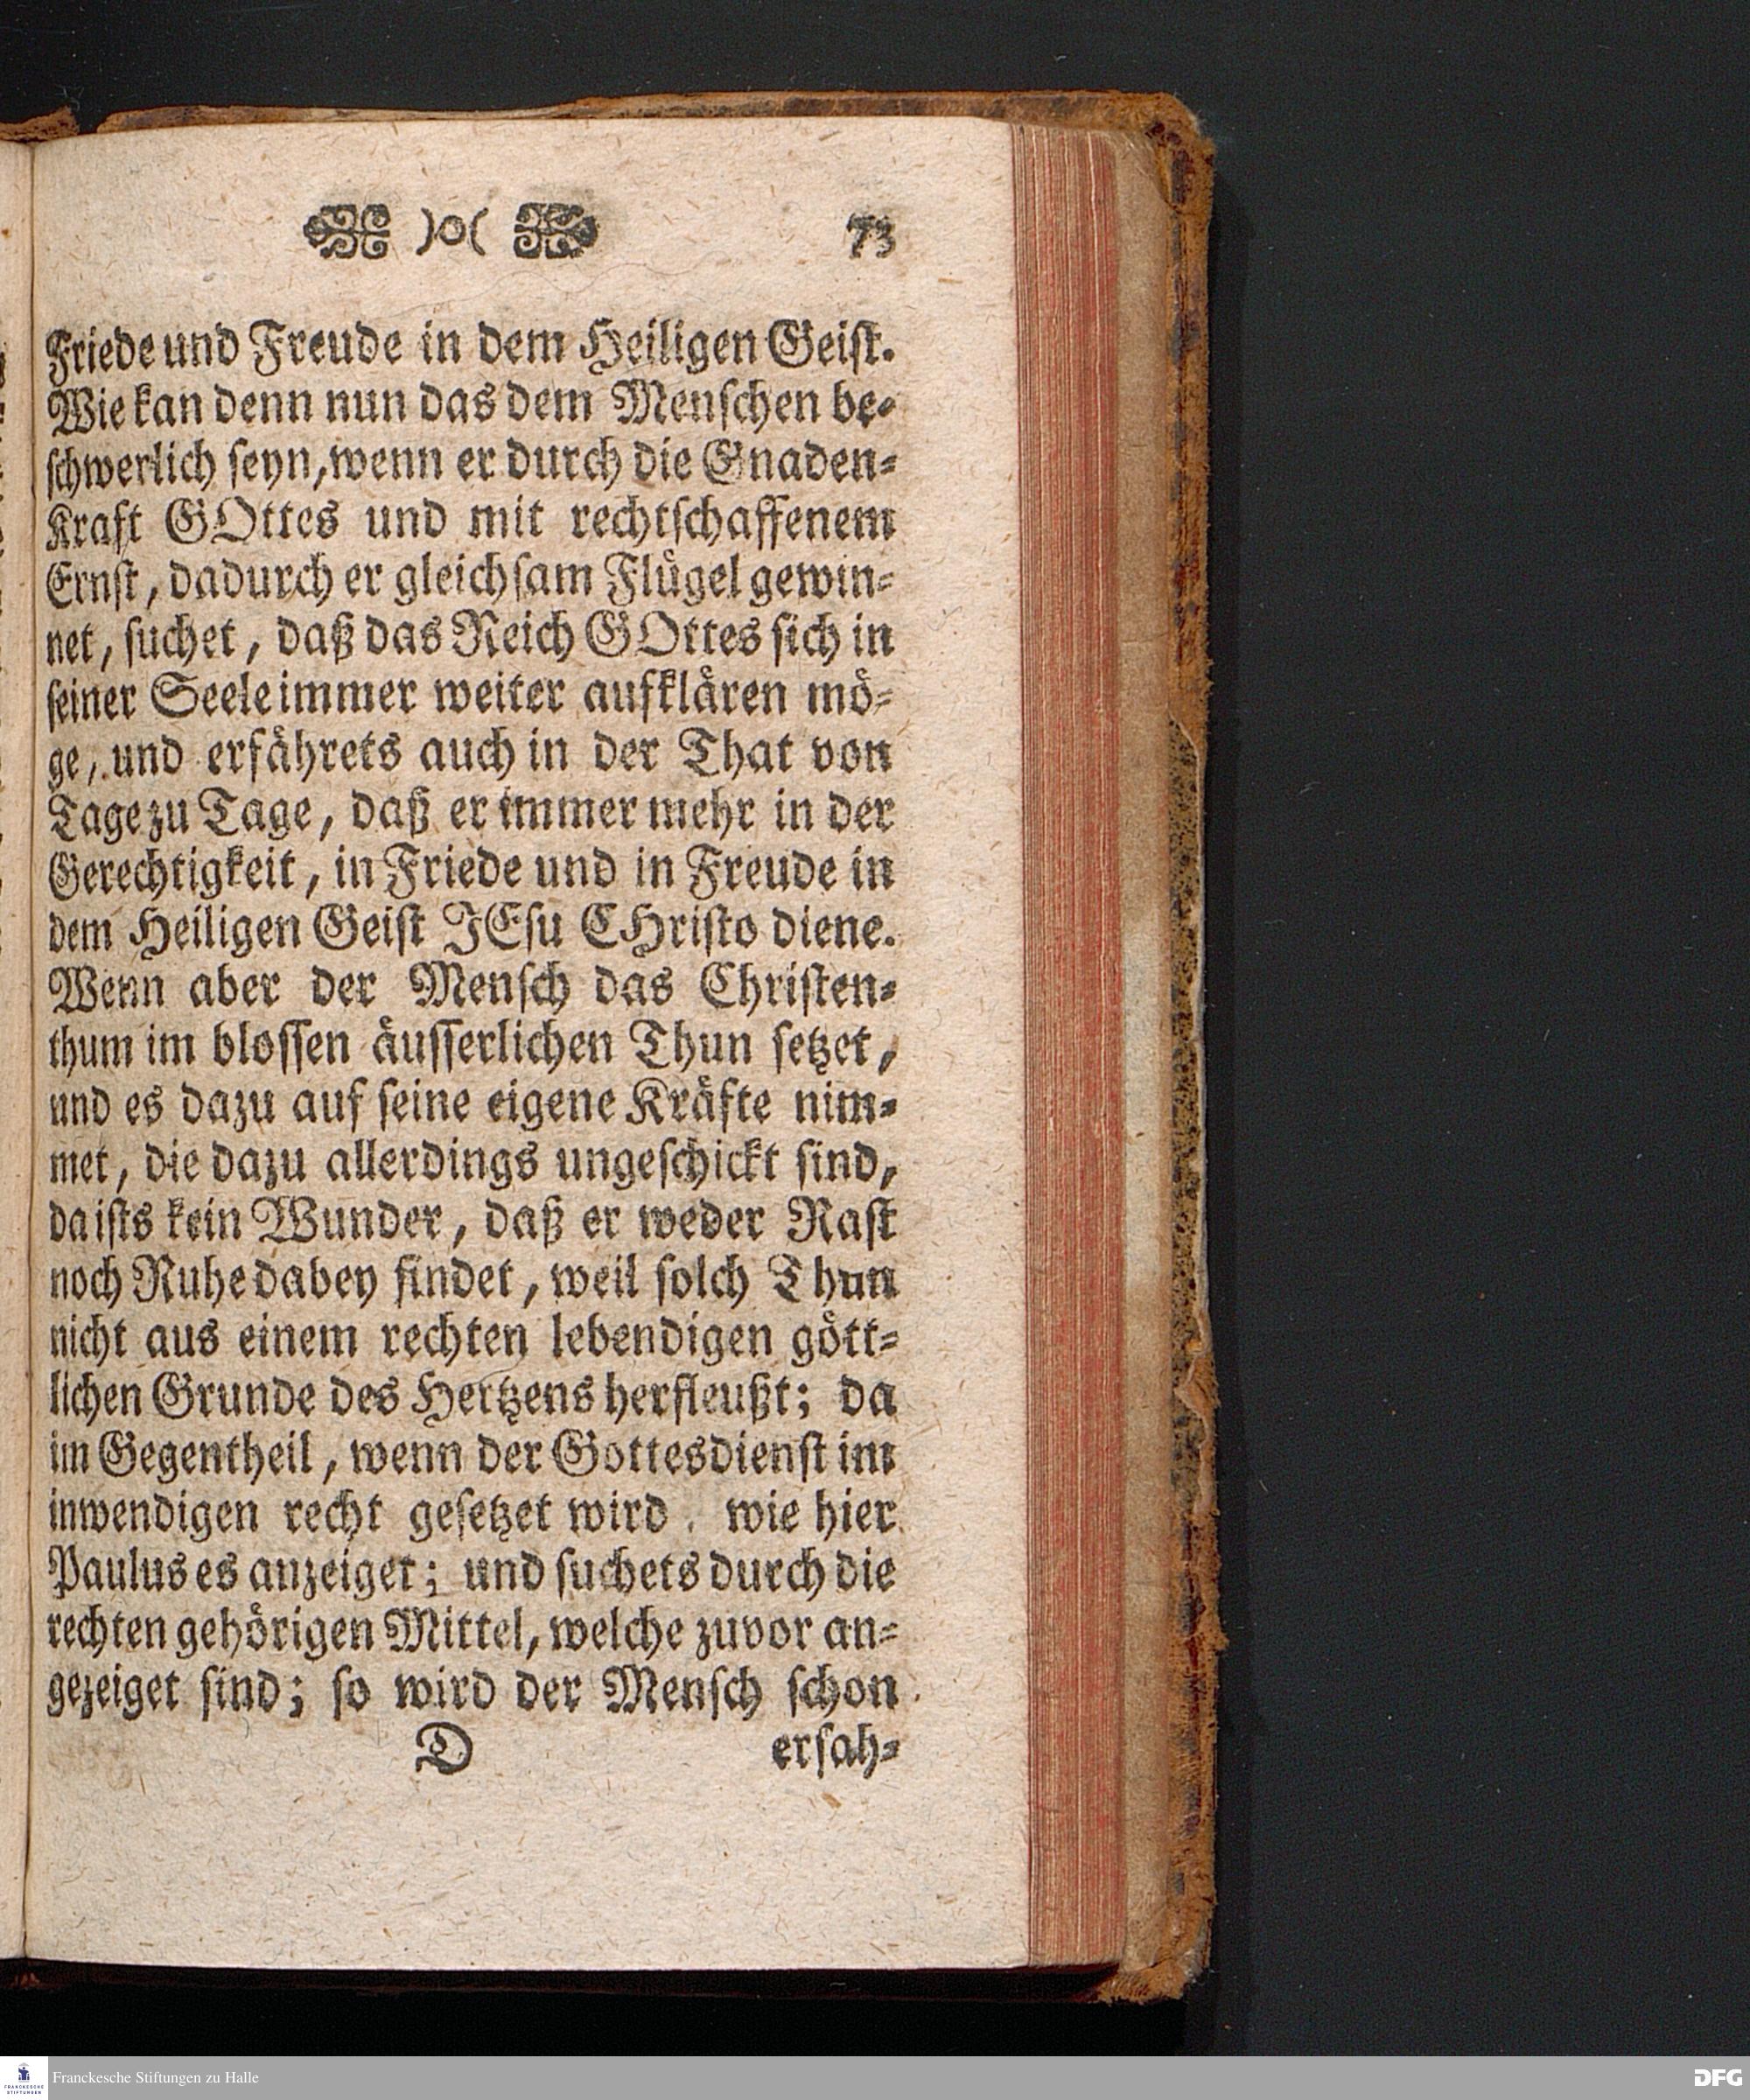 )o( 73
Friede und Freude in dem Heiligen Geist.
Wie kan denn nun das dem Menschen be-
schwerlich seyn, wenn er durch die Gnaden-
Kraft GOttes und mit rechtschaffenem
Ernst, dadurch er gleichsam Flügel gewin-
net, suchet, daß das Reich GOttes sich in
seiner Seele immer weiter aufklären mö-
ge, und erfährets auch in der That von
Tage zu Tage, daß er immer mehr in der
Gerechtigkeit, in Friede und in Freude in
dem Heiligen Geist JEsu CHristo diene.
Wenn aber der Mensch das Christen-
thum im blossen äusserlichen Thun setzet,
und es dazu auf seine eigene Kräfte nim-
met, die dazu allerdings ungeschickt sind,
da ists kein Wunder, daß er weder Rast
noch Ruhe dabey findet, weil solch Thun
nicht aus einem rechten lebendigen gött-
lichen Grunde des Hertzens herfleußt; da
im Gegentheil, wenn der Gottesdienst im
inwendigen recht gesetzet wird, wie hier
Paulus es anzeiget; und suchets durch die
rechten gehörigen Mittel, welche zuvor an-
gezeiget sind; so wird der Mensch schon
D erfah-
FRANCKESCHE
STIFTUNGEN
Franckesche Stiftungen zu Halle
DFG